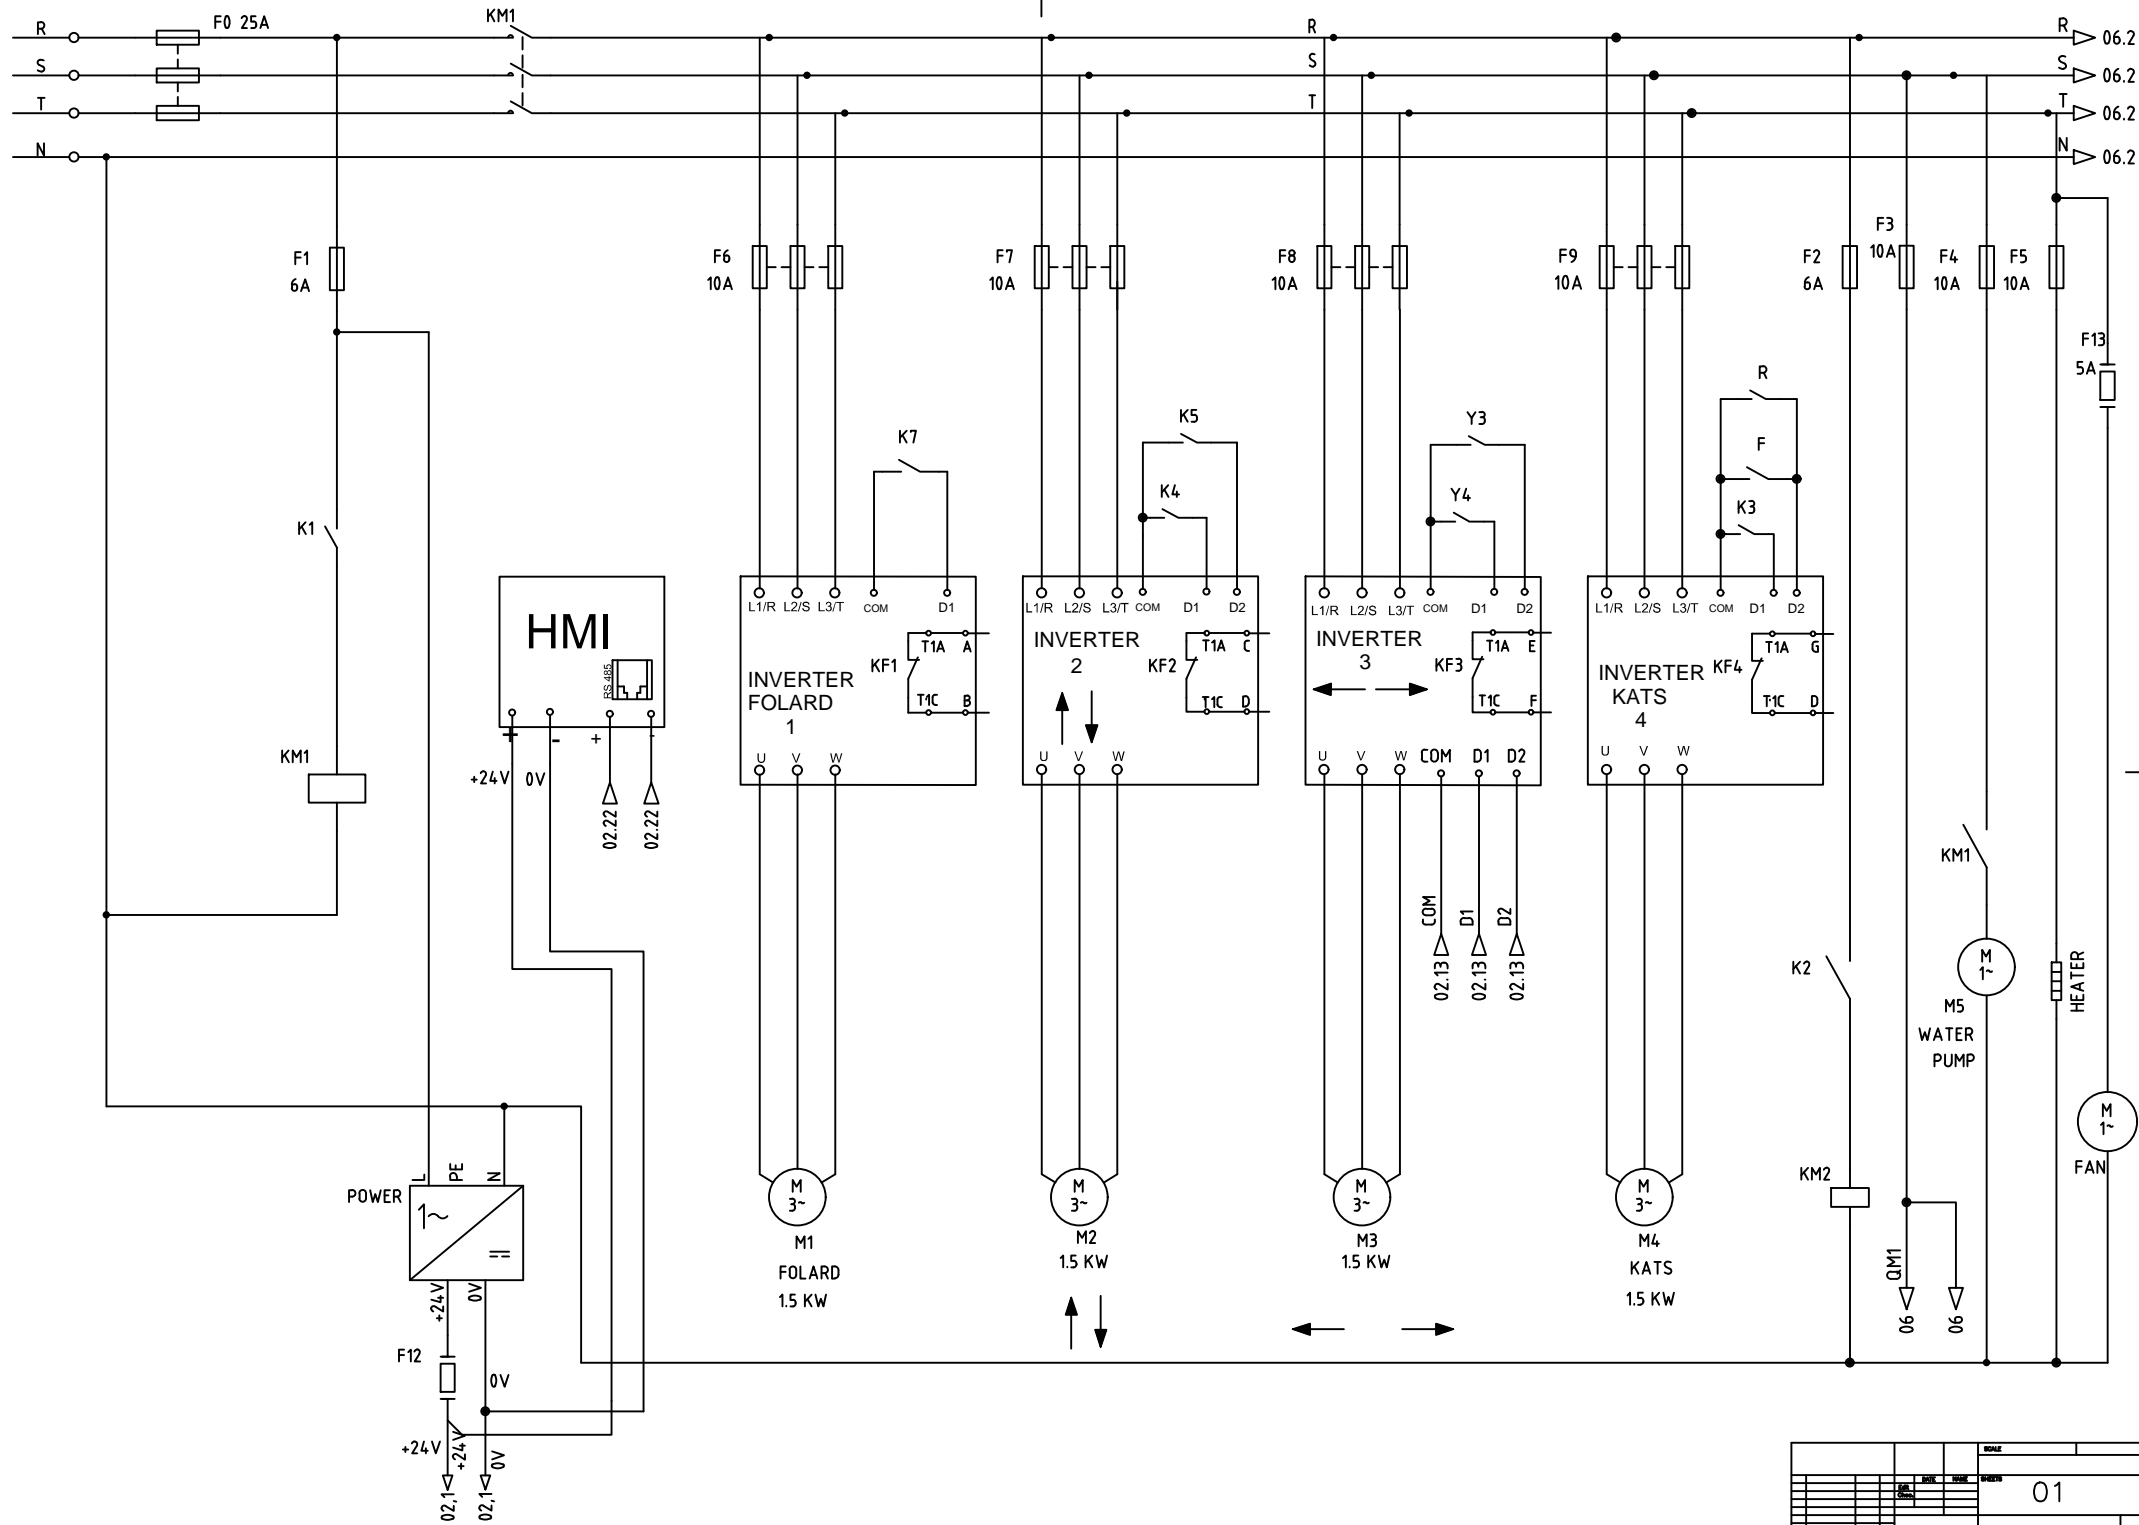 R F0 25A KM1 R R 06.2
S S S 06.2
T T T 06.2
N N 06.2
F1
6A
F6
10A
F7
10A
F8
10A
F9
10A
F2
6A
F3
10A
F4
10A
F5
10A
F13
5A
K1
KM1
K7
K5
K4
Y3
Y4
R
F
K3
HMI
RS 485
+ - + -
+24V 0V
02.22 02.22
L1/R L2/S L3/T COM D1
INVERTER
FOLARD
1
KF1
T1A A
T1C B
U V W
L1/R L2/S L3/T COM D1 D2
INVERTER
2
KF2
T1A C
T1C D
U V W
L1/R L2/S L3/T COM D1 D2
INVERTER
3
KF3
T1A E
T1C F
U V W COM D1 D2
COM D1 D2
02.13 02.13 02.13
L1/R L2/S L3/T COM D1 D2
INVERTER
KATS
4
KF4
T1A G
T1C D
U V W
K2
KM2
KM1
M
1~
M5
WATER
PUMP
HEATER
M
1~
FAN
QM1
06 06
POWER
L PE N
1~
+24V 0V
F12
0V
+24V +24V 0V
02,1 02,1
M
3~
M1
FOLARD
1.5 KW
M
3~
M2
1.5 KW
M
3~
M3
1.5 KW
M
3~
M4
KATS
1.5 KW
SCALE
DATE NAME SHEETS
01